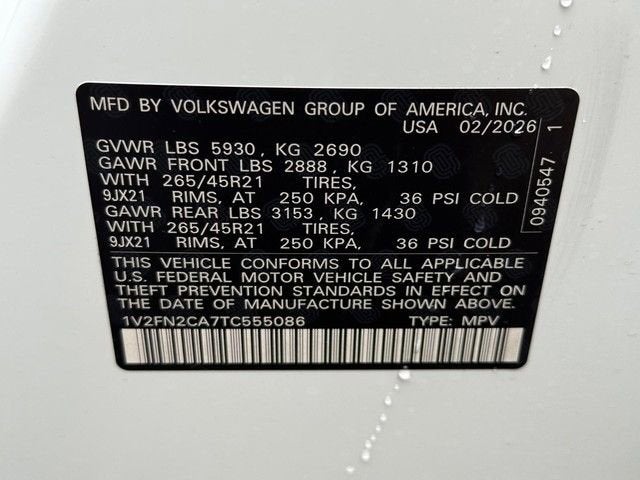 MFD BY VOLKSWAGEN GROUP OF AMERICA, INC.
USA 02/2026
GVWR LBS 5930, KG 2690
GAWR FRONT LBS 2888, KG 1310
WITH 265/45R21 TIRES,
9JX21 RIMS, AT 250 KPA, 36 PSI COLD
GAWR REAR LBS 3153, KG 1430
WITH 265/45R21 TIRES,
9JX21 RIMS, AT 250 KPA, 36 PSI COLD
THIS VEHICLE CONFORMS TO ALL APPLICABLE
U.S. FEDERAL MOTOR VEHICLE SAFETY AND
THEFT PREVENTION STANDARDS IN EFFECT ON
THE DATE OF MANUFACTURE SHOWN ABOVE.
1V2FN2CA7TC555086 TYPE: MPV
0940547 1